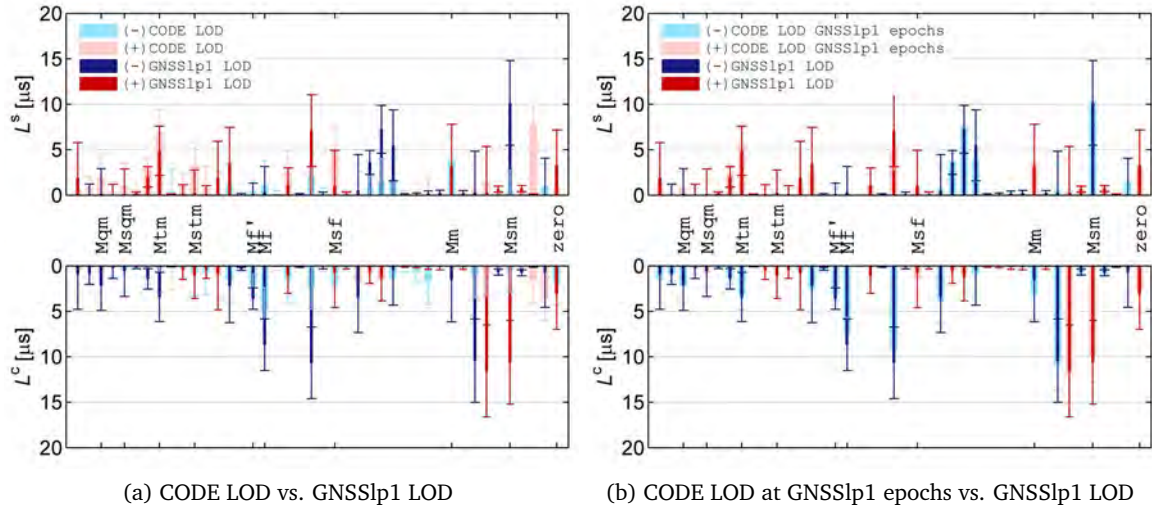 20
15
10
5
0
Lˢ [µs]
(-)CODE LOD
(+)CODE LOD
(-)GNSSlp1 LOD
(+)GNSSlp1 LOD
Mqm
Msqm
Mtm
Mstm
Mf'
Mf
Msf
Mm
Msm
zero
0
5
10
15
20
Lᶜ [µs]
(a) CODE LOD vs. GNSSlp1 LOD
20
15
10
5
0
Lˢ [µs]
(-)CODE LOD GNSSlp1 epochs
(+)CODE LOD GNSSlp1 epochs
(-)GNSSlp1 LOD
(+)GNSSlp1 LOD
Mqm
Msqm
Mtm
Mstm
Mf'
Mf
Msf
Mm
Msm
zero
0
5
10
15
20
Lᶜ [µs]
(b) CODE LOD at GNSSlp1 epochs vs. GNSSlp1 LOD